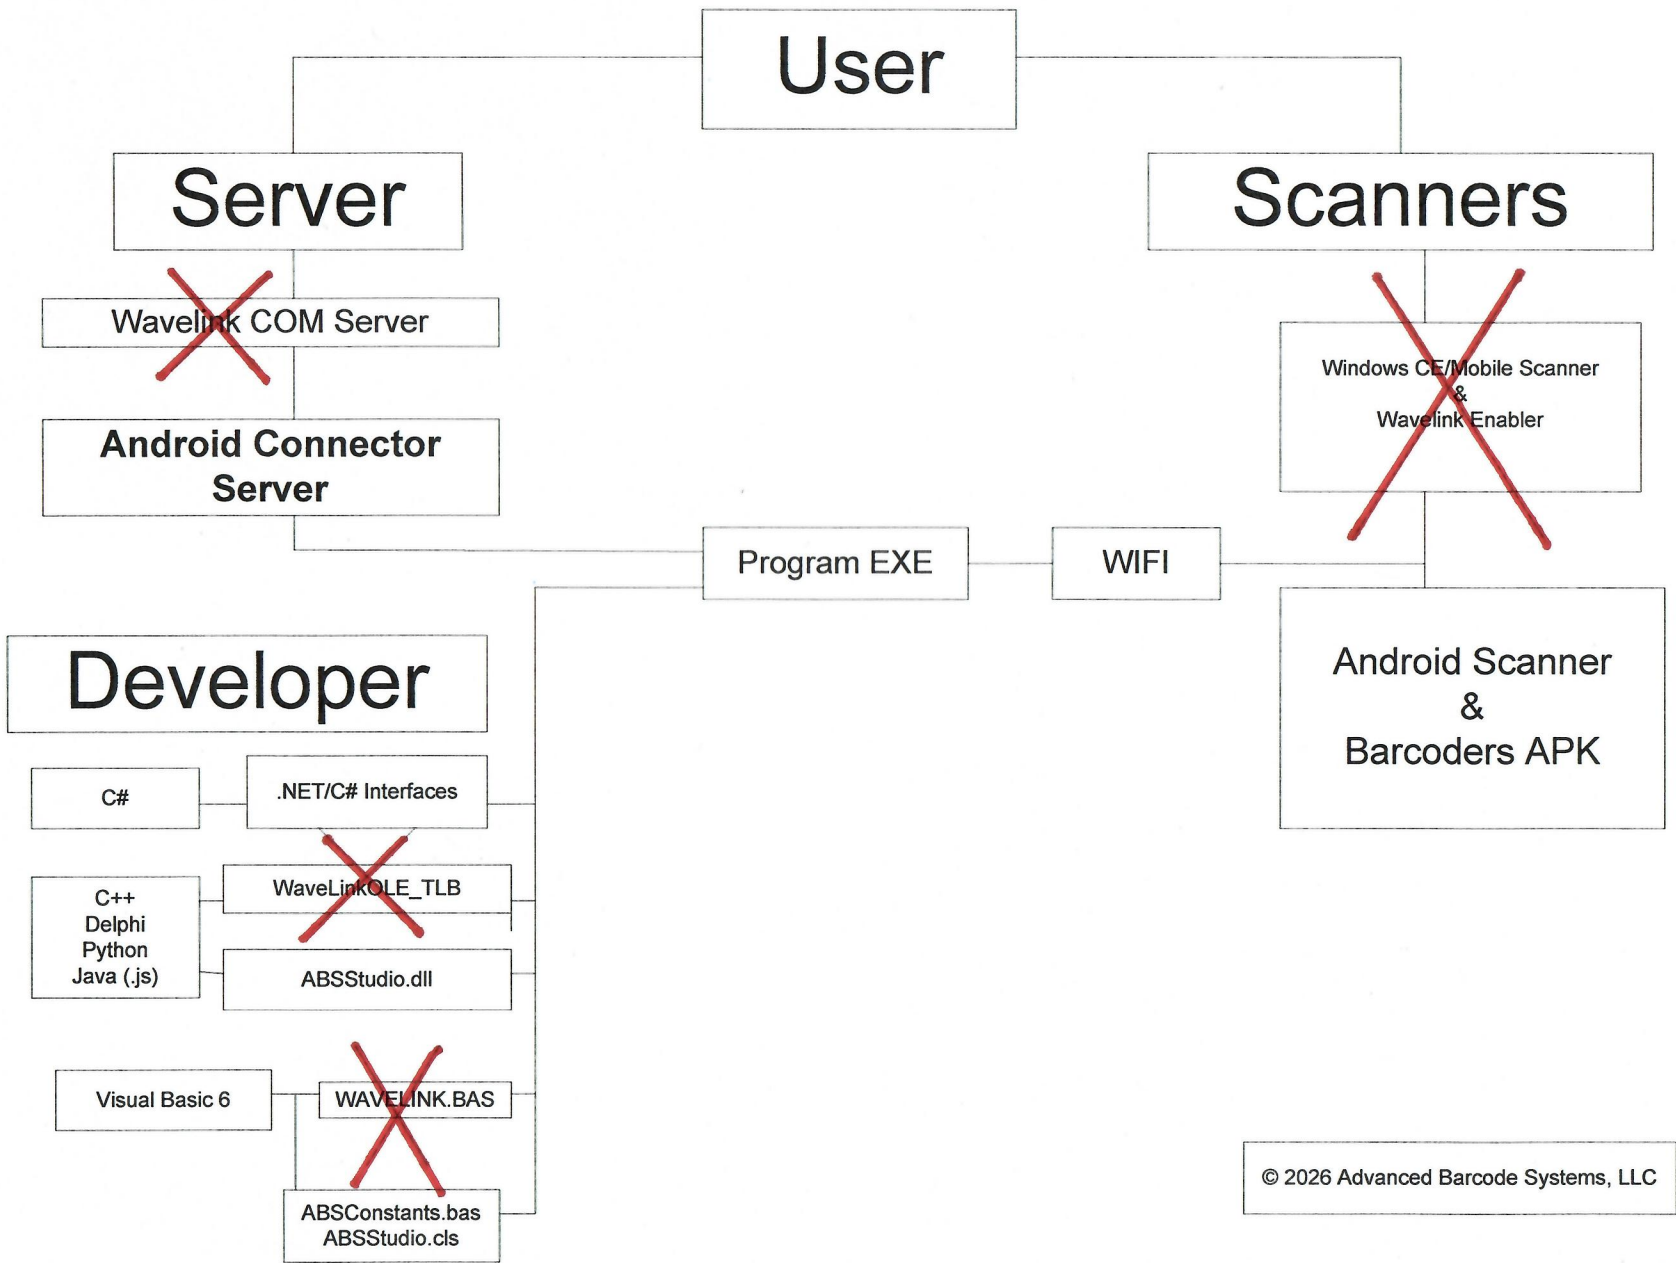 User
Server
Scanners
Wavelink COM Server
Windows CE/Mobile Scanner
&
Wavelink Enabler
Android Connector
Server
Program EXE
WIFI
Developer
Android Scanner
&
Barcoders APK
C#
.NET/C# Interfaces
WaveLinkOLE_TLB
C++
Delphi
Python
Java (.js)
ABSStudio.dll
Visual Basic 6
WAVELINK.BAS
ABSConstants.bas
ABSStudio.cls
© 2026 Advanced Barcode Systems, LLC